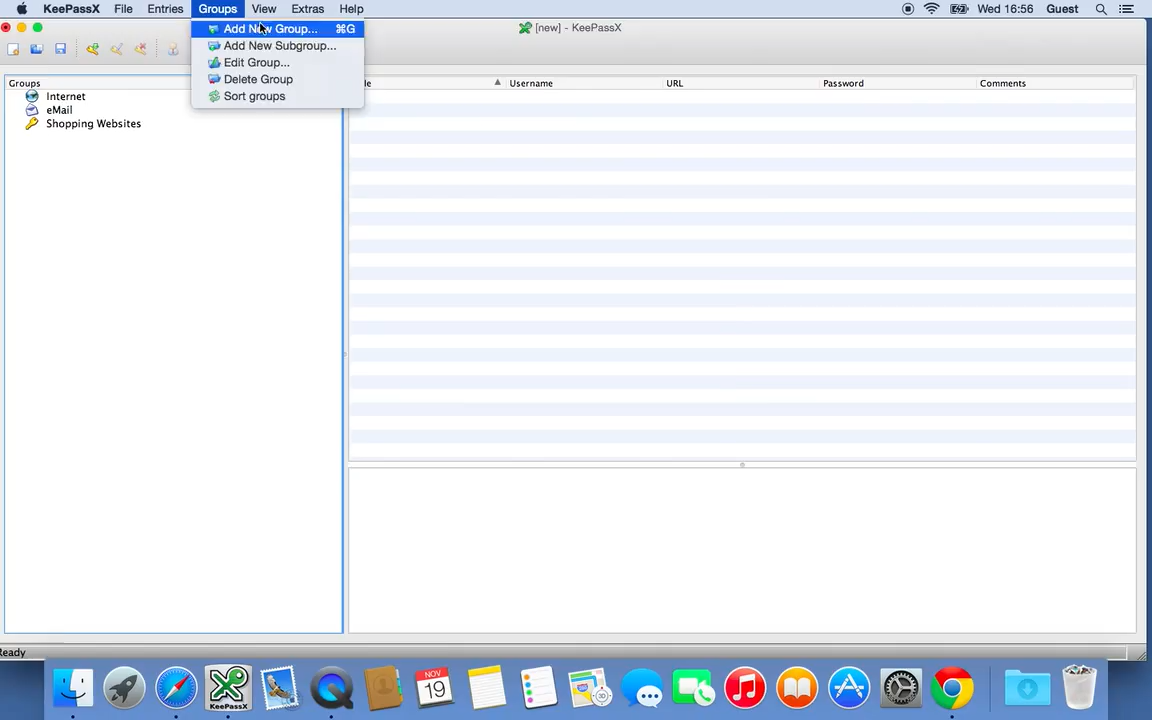 KeePassX File Entries Groups View Extras Help Wed 16:56 Guest
[new] - KeePassX
Add New Group... ⌘G
Add New Subgroup...
Edit Group...
Delete Group
Sort groups
Groups
Username URL Password Comments
Internet
eMail
Shopping Websites
Ready
KeePassX
NOV
19